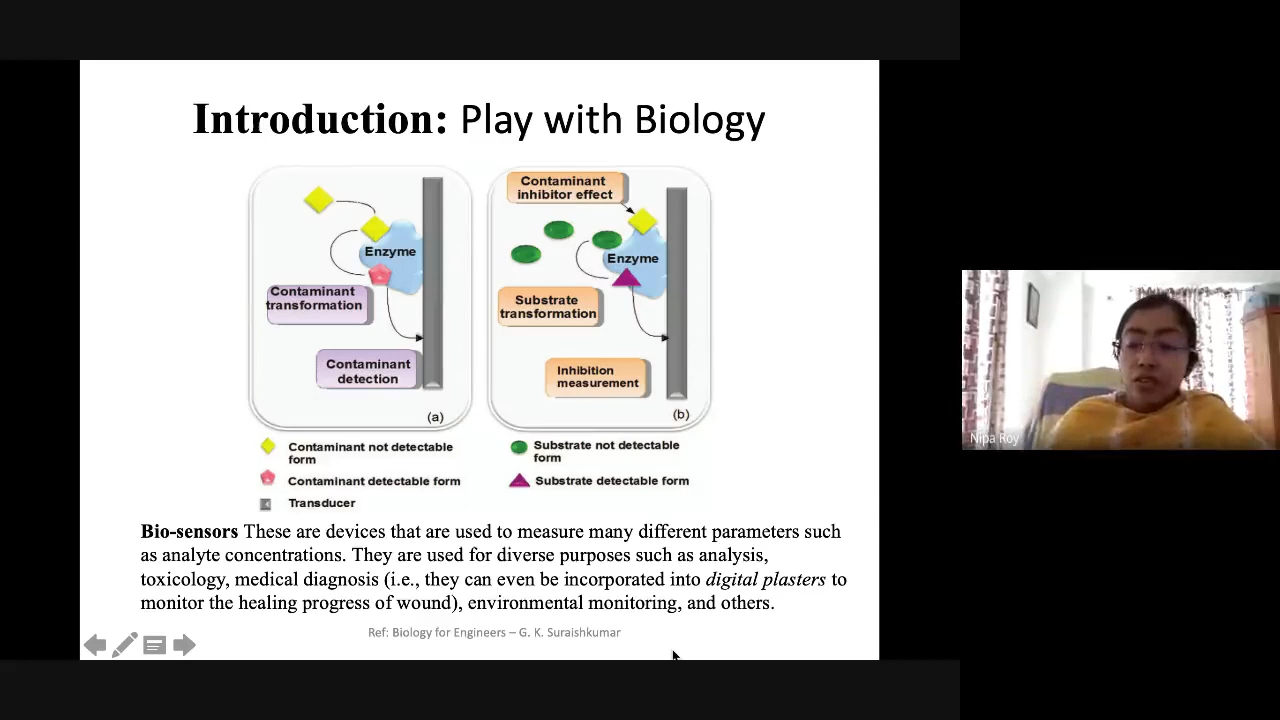 Introduction: Play with Biology
Enzyme
Contaminant
transformation
Contaminant
detection
(a)
Contaminant
inhibitor effect
Enzyme
Substrate
transformation
Inhibition
measurement
(b)
Contaminant not detectable
form
Contaminant detectable form
Transducer
Substrate not detectable
form
Substrate detectable form
Bio-sensors These are devices that are used to measure many different parameters such
as analyte concentrations. They are used for diverse purposes such as analysis,
toxicology, medical diagnosis (i.e., they can even be incorporated into digital plasters to
monitor the healing progress of wound), environmental monitoring, and others.
Ref: Biology for Engineers – G. K. Suraishkumar
Nipa Roy